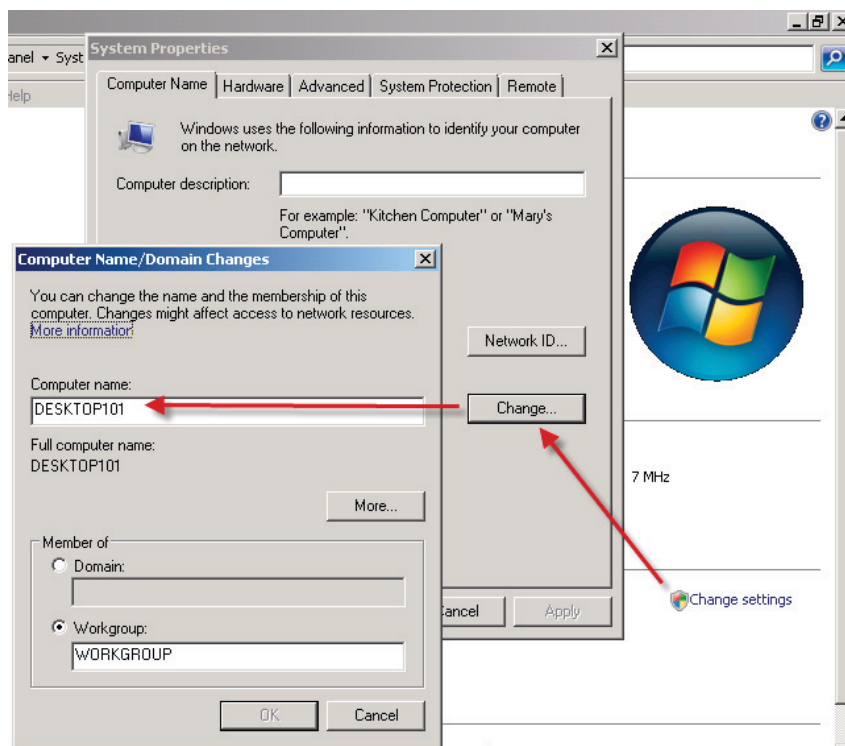 anel ▾ Syst
Help
System Properties
Computer Name
Hardware
Advanced
System Protection
Remote
Windows uses the following information to identify your computer
on the network.
Computer description:
For example: "Kitchen Computer" or "Mary's
Computer".
Network ID...
Change...
Cancel
Apply
Computer Name/Domain Changes
You can change the name and the membership of this
computer. Changes might affect access to network resources.
More information
Computer name:
DESKTOP101
Full computer name:
DESKTOP101
More...
Member of
Domain:
Workgroup:
WORKGROUP
OK
Cancel
7 MHz
Change settings